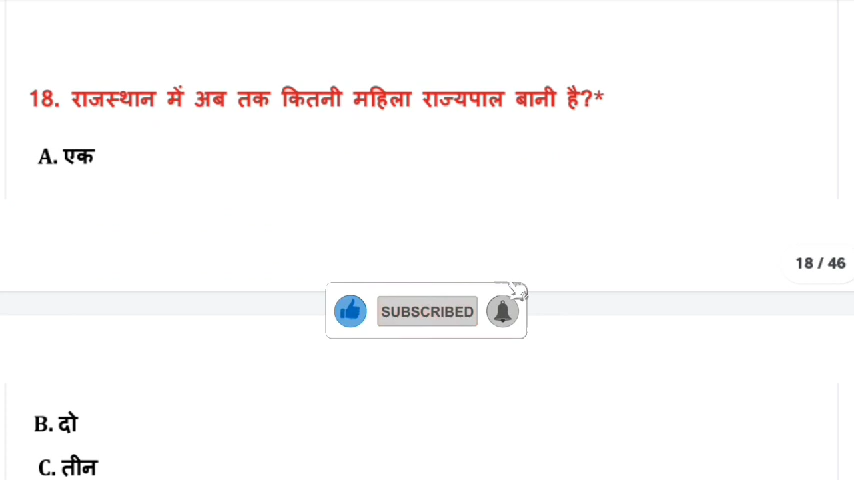 18. राजस्थान में अब तक कितनी महिला राज्यपाल बानी है?*
A. एक
18 / 46
SUBSCRIBED
B. दो
C. तीन